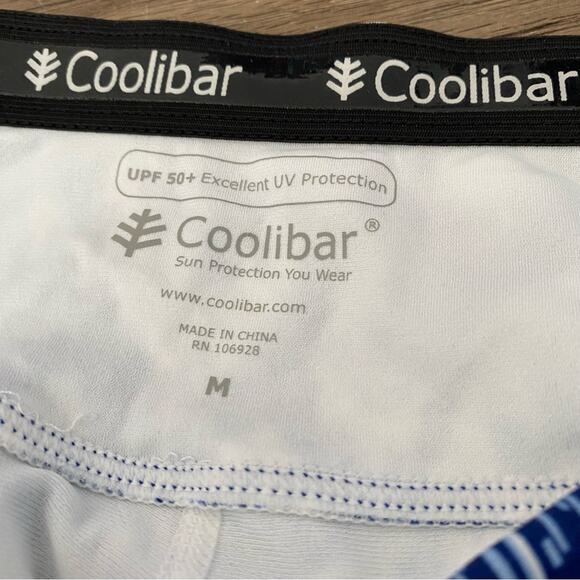 Coolibar Coolibar
UPF 50+ Excellent UV Protection
Coolibar®
Sun Protection You Wear
www.coolibar.com
MADE IN CHINA
RN 106928
M